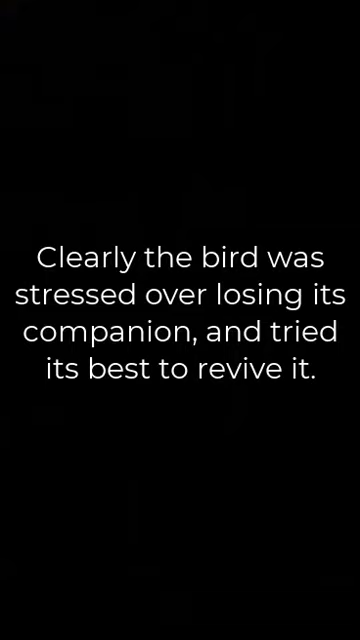 Clearly the bird was
stressed over losing its
companion, and tried
its best to revive it.